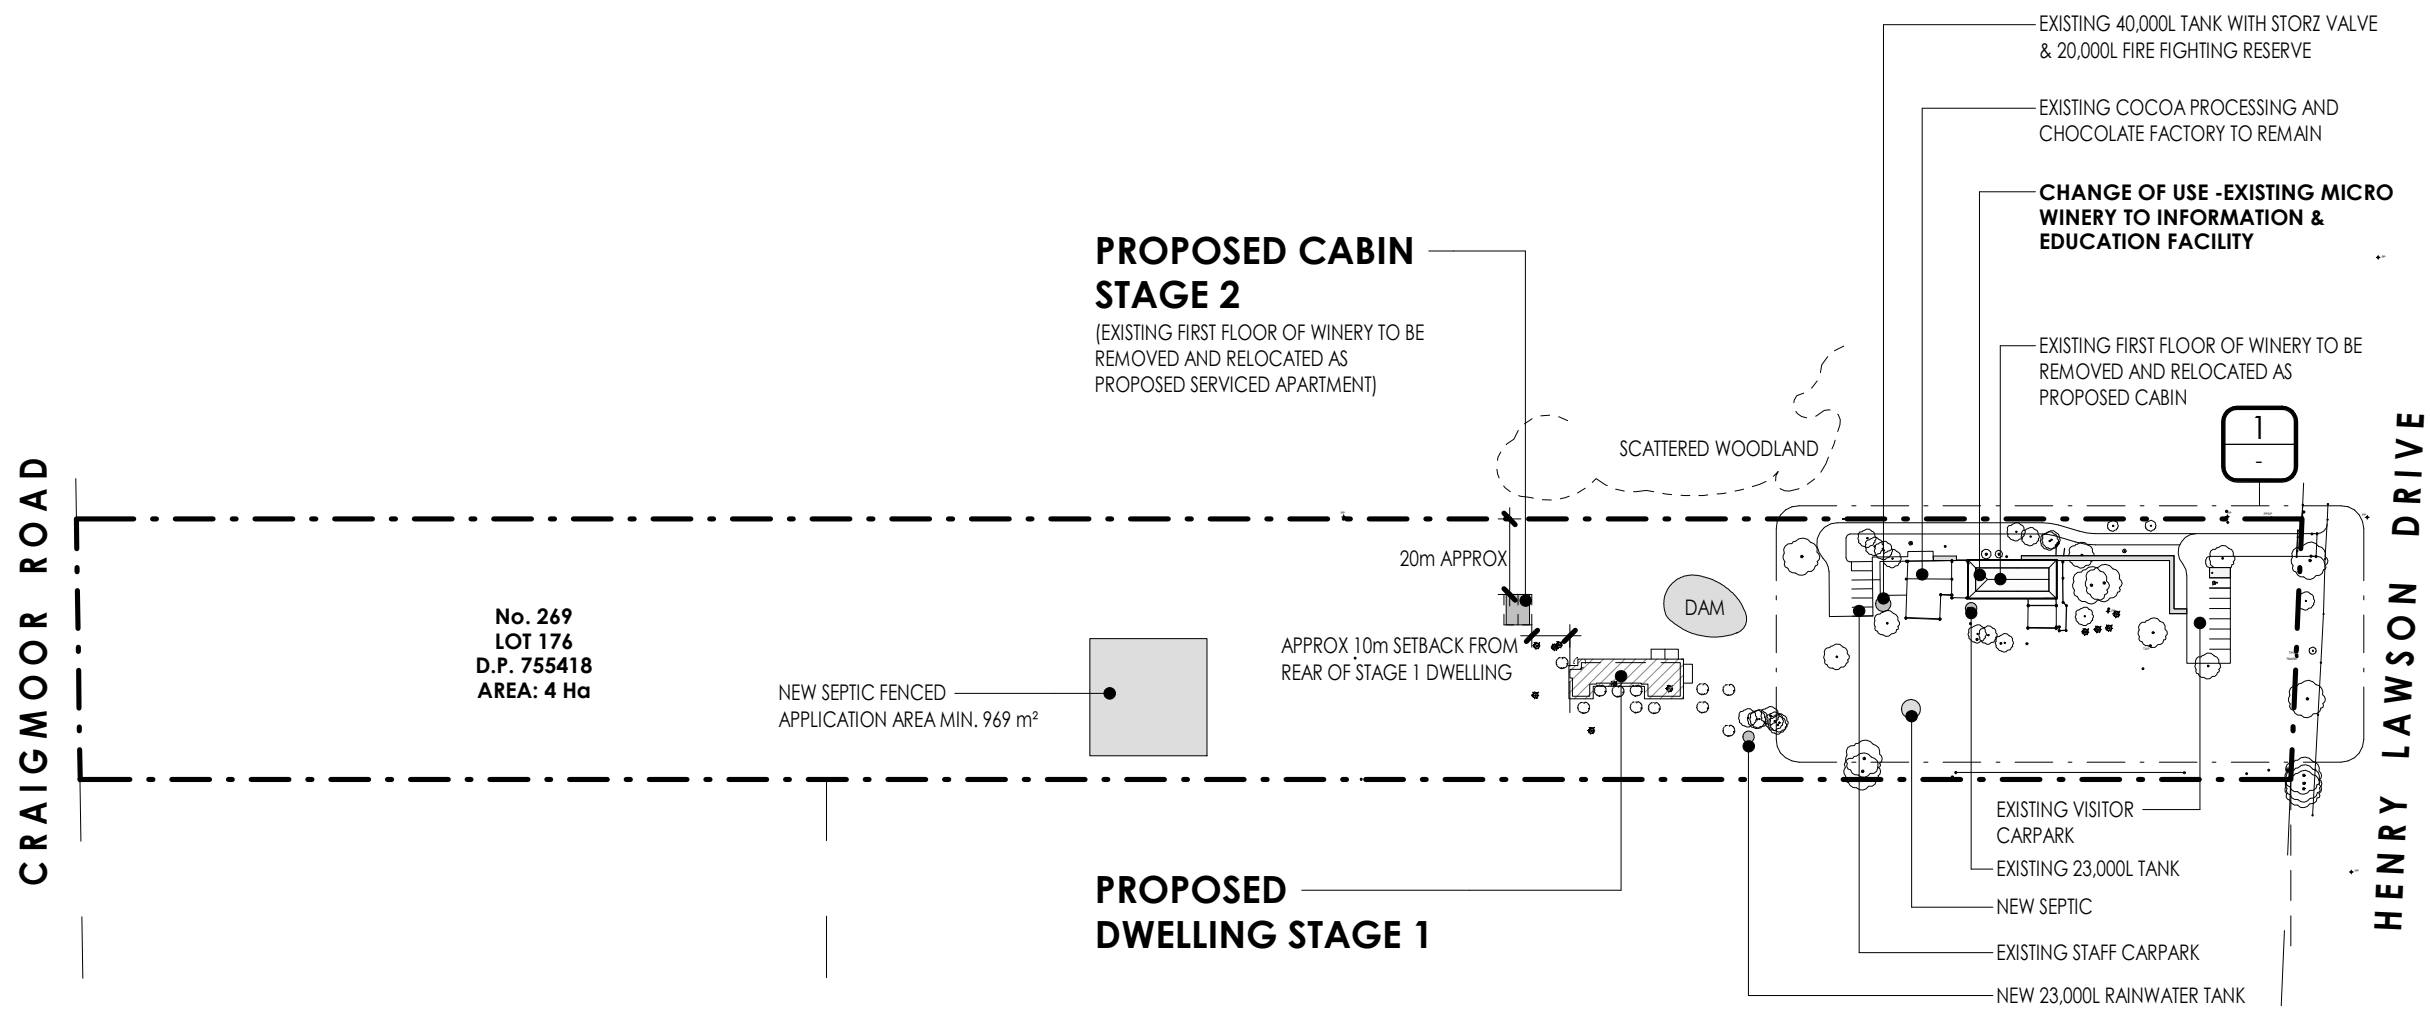 EXISTING 40,000L TANK WITH STORZ VALVE
& 20,000L FIRE FIGHTING RESERVE
EXISTING COCOA PROCESSING AND
CHOCOLATE FACTORY TO REMAIN
CHANGE OF USE -EXISTING MICRO
WINERY TO INFORMATION &
EDUCATION FACILITY
PROPOSED CABIN
STAGE 2
(EXISTING FIRST FLOOR OF WINERY TO BE
REMOVED AND RELOCATED AS
PROPOSED SERVICED APARTMENT)
EXISTING FIRST FLOOR OF WINERY TO BE
REMOVED AND RELOCATED AS
PROPOSED CABIN
1
-
SCATTERED WOODLAND
CRAIGMOOR ROAD
HENRY LAWSON DRIVE
20m APPROX
DAM
No. 269
LOT 176
D.P. 755418
AREA: 4 Ha
APPROX 10m SETBACK FROM
REAR OF STAGE 1 DWELLING
NEW SEPTIC FENCED
APPLICATION AREA MIN. 969 m²
EXISTING VISITOR
CARPARK
EXISTING 23,000L TANK
PROPOSED
DWELLING STAGE 1
NEW SEPTIC
EXISTING STAFF CARPARK
NEW 23,000L RAINWATER TANK